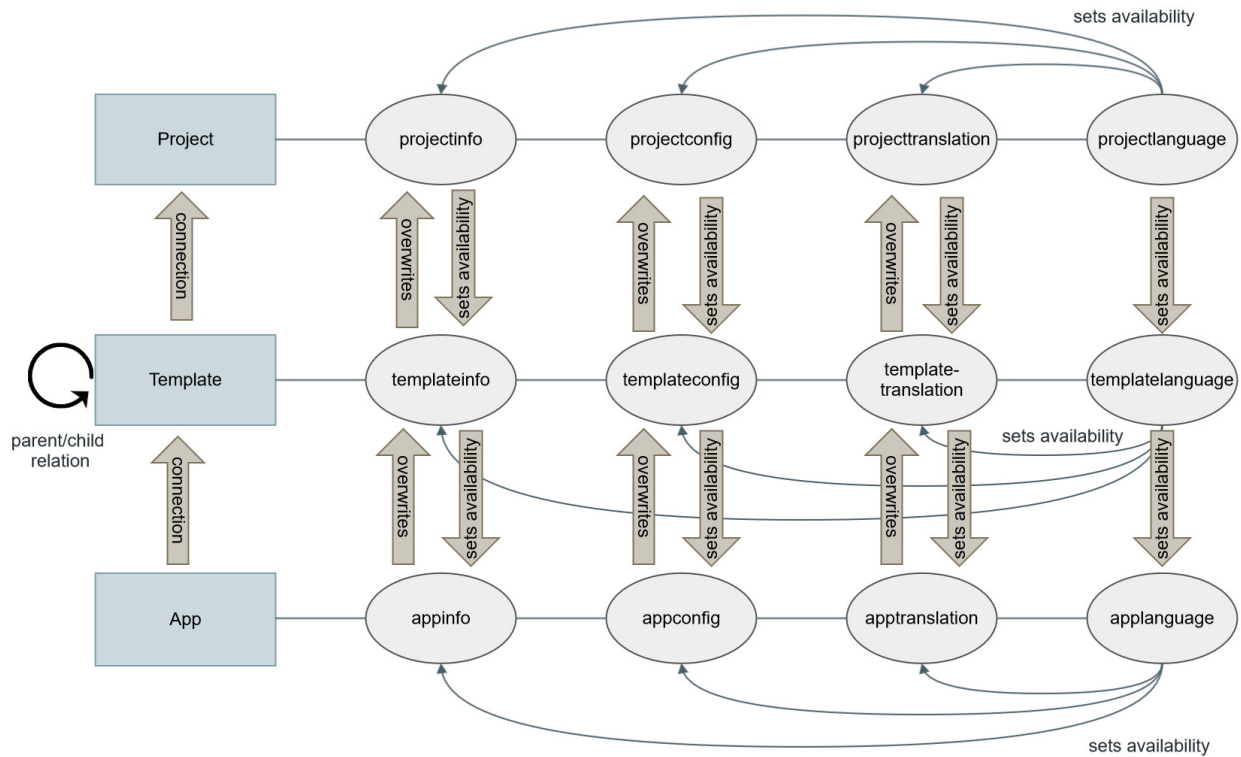 sets availability
Project
projectinfo
projectconfig
projecttranslation
projectlanguage
connection
overwrites
sets availability
overwrites
sets availability
overwrites
sets availability
sets availability
Template
templateinfo
templateconfig
template-
translation
templatelanguage
parent/child
relation
sets availability
connection
overwrites
sets availability
overwrites
sets availability
overwrites
sets availability
sets availability
App
appinfo
appconfig
apptranslation
applanguage
sets availability